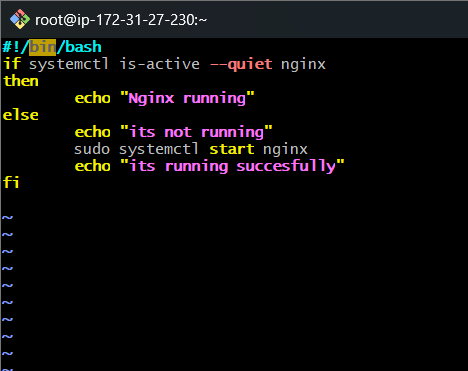 root@ip-172-31-27-230:~
#!/bin/bash
if systemctl is-active --quiet nginx
then
        echo "Nginx running"
else
        echo "its not running"
        sudo systemctl start nginx
        echo "its running succesfully"
fi
~
~
~
~
~
~
~
~
~